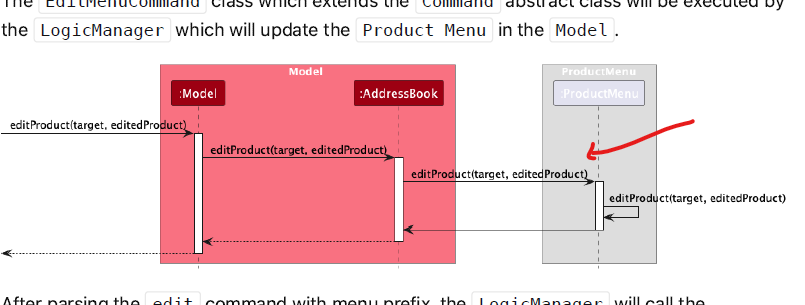 The EditMenuCommand class which extends the Command abstract class will be executed by
the LogicManager which will update the Product Menu in the Model.
Model
ProductMenu
:Model
:AddressBook
:ProductMenu
editProduct(target, editedProduct)
editProduct(target, editedProduct)
editProduct(target, editedProduct)
editProduct(target, editedProduct)
After parsing the edit command with menu prefix, the LogicManager will call the